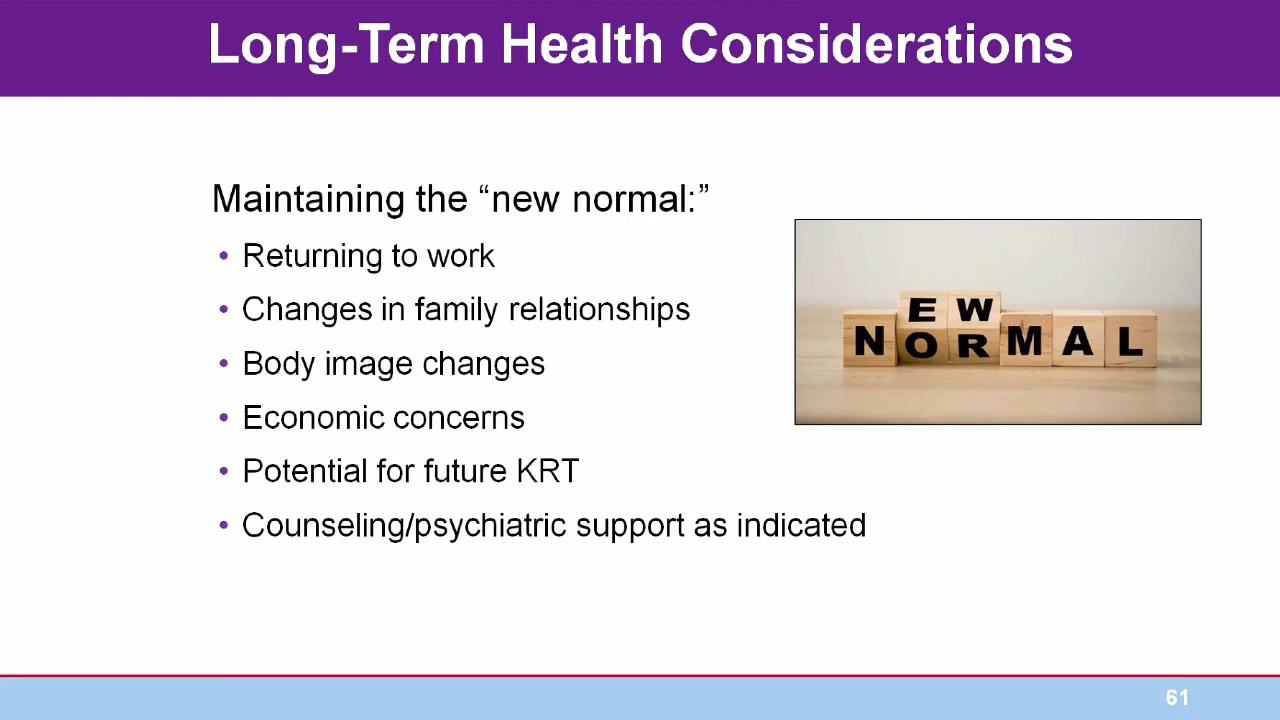 Long-Term Health Considerations
Maintaining the “new normal:”
• Returning to work
• Changes in family relationships
• Body image changes
• Economic concerns
• Potential for future KRT
• Counseling/psychiatric support as indicated
EW
NORMAL
61